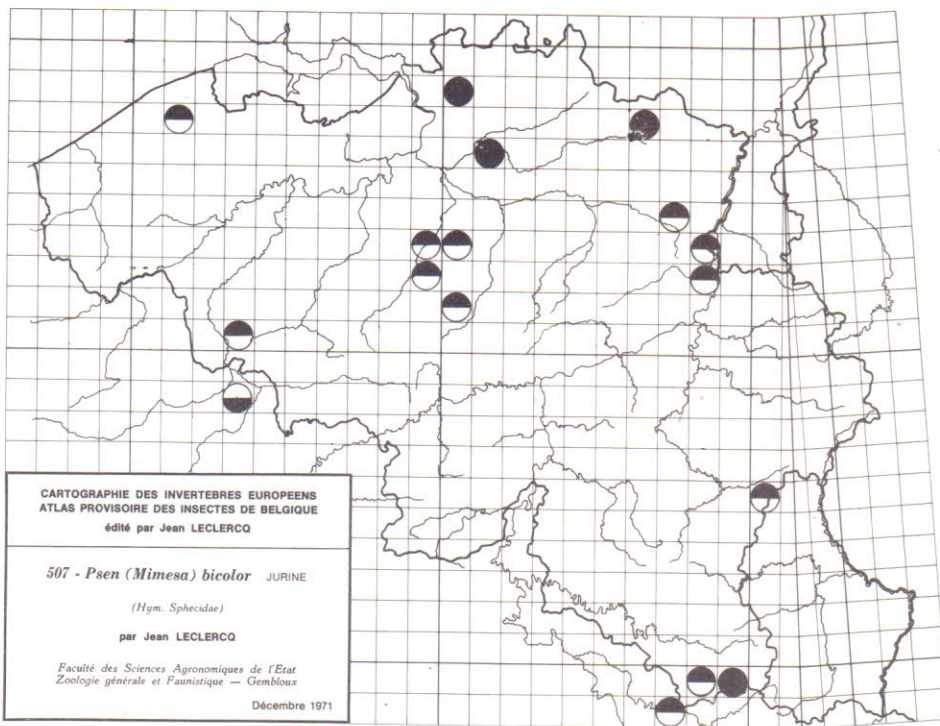 CARTOGRAPHIE DES INVERTEBRES EUROPEENS
ATLAS PROVISOIRE DES INSECTES DE BELGIQUE
édité par Jean LECLERCQ
507 - Psen (Mimesa) bicolor JURINE
(Hym. Sphecidae)
par Jean LECLERCQ
Faculté des Sciences Agronomiques de l'Etat
Zoologie générale et Faunistique — Gembloux
Décembre 1971